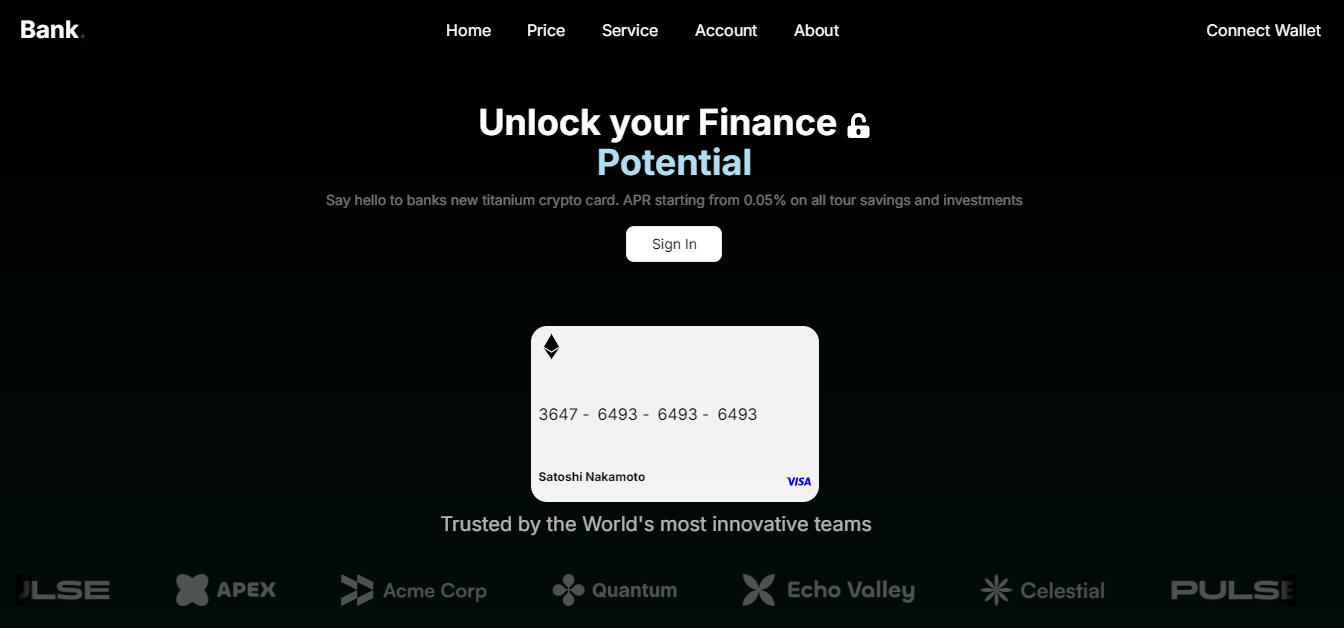 Bank.
Home Price Service Account About
Connect Wallet
Unlock your Finance
Potential
Say hello to banks new titanium crypto card. APR starting from 0.05% on all tour savings and investments
Sign In
3647 - 6493 - 6493 - 6493
Satoshi Nakamoto
VISA
Trusted by the World's most innovative teams
ULSE APEX Acme Corp Quantum Echo Valley Celestial PULSE